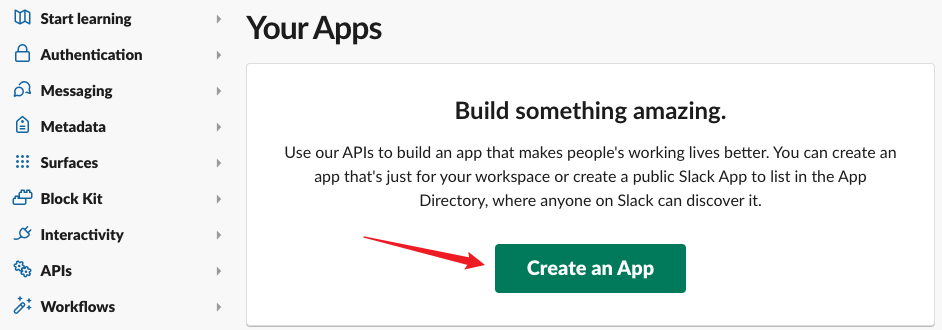 Start learning
Authentication
Messaging
Metadata
Surfaces
Block Kit
Interactivity
APIs
Workflows
Your Apps
Build something amazing.
Use our APIs to build an app that makes people's working lives better. You can create an
app that's just for your workspace or create a public Slack App to list in the App
Directory, where anyone on Slack can discover it.
Create an App